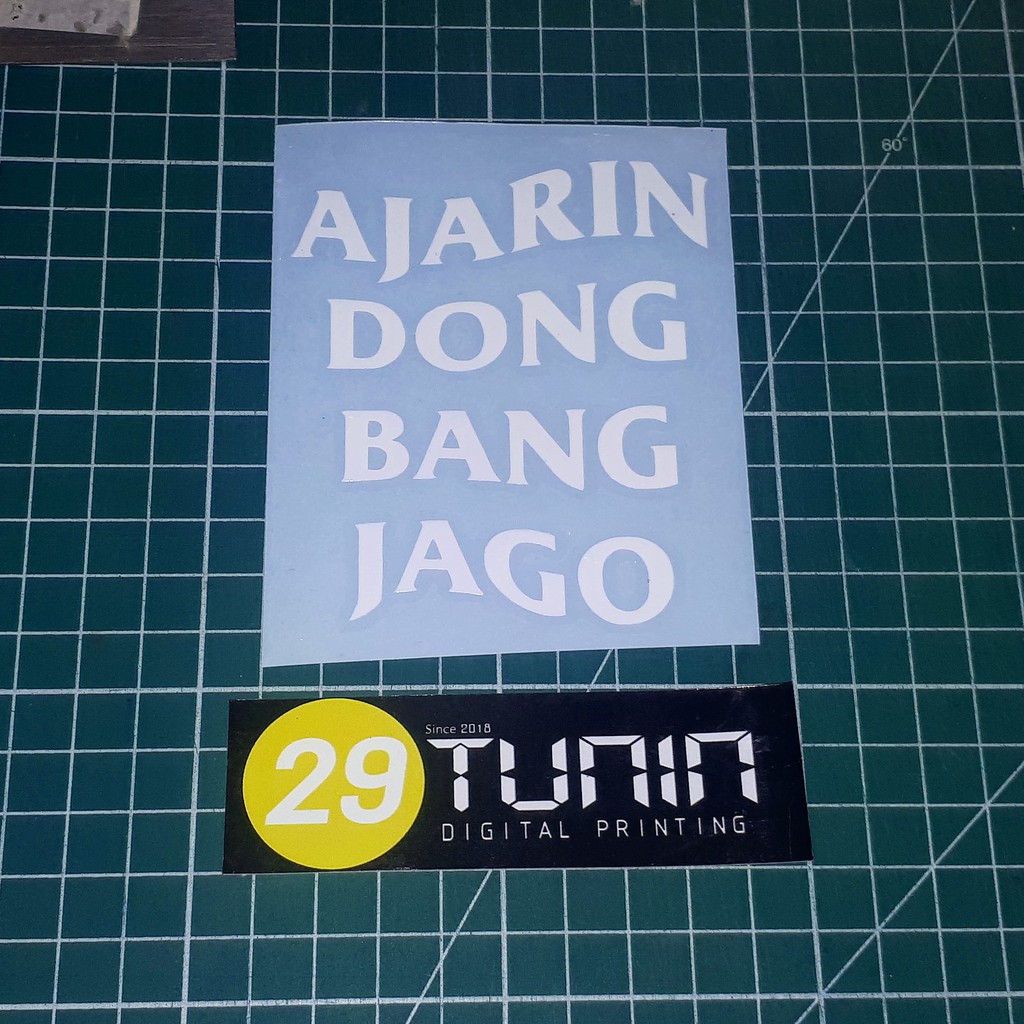 60°
AJARIN
DONG
BANG
JAGO
29
Since 2018
TUNIN
DIGITAL PRINTING